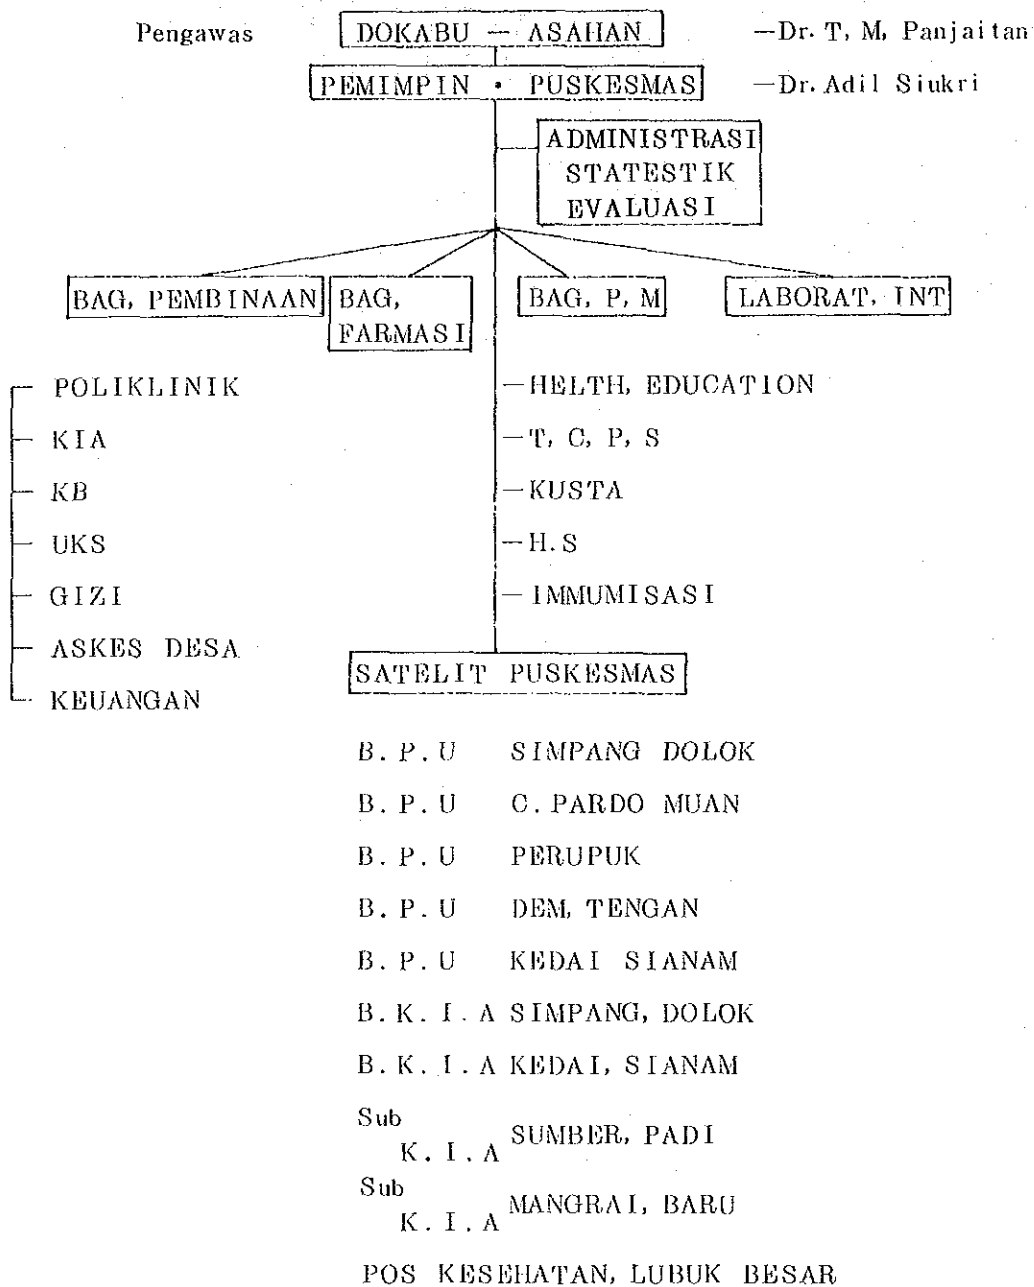 Pengawas DOKABU — ASAHAN —Dr. T, M, Panjaitan
PEMIMPIN · PUSKESMAS —Dr. Adil Siukri
ADMINISTRASI
STATESTIK
EVALUASI
BAG, PEMBINAAN BAG, BAG, P, M LABORAT, INT
FARMASI
POLIKLINIK —HELTH, EDUCATION
KIA —T, C, P, S
KB —KUSTA
UKS —H.S
GIZI —IMMUMISASI
ASKES DESA
SATELIT PUSKESMAS
KEUANGAN
B. P. U SIMPANG DOLOK
B. P. U C. PARDO MUAN
B. P. U PERUPUK
B. P. U DEM, TENGAN
B. P. U KEDAI SIANAM
B. K. I. A SIMPANG, DOLOK
B. K. I. A KEDAI, SIANAM
Sub
K. I. A SUMBER, PADI
Sub
K. I. A MANGRAI, BARU
POS KESEHATAN, LUBUK BESAR